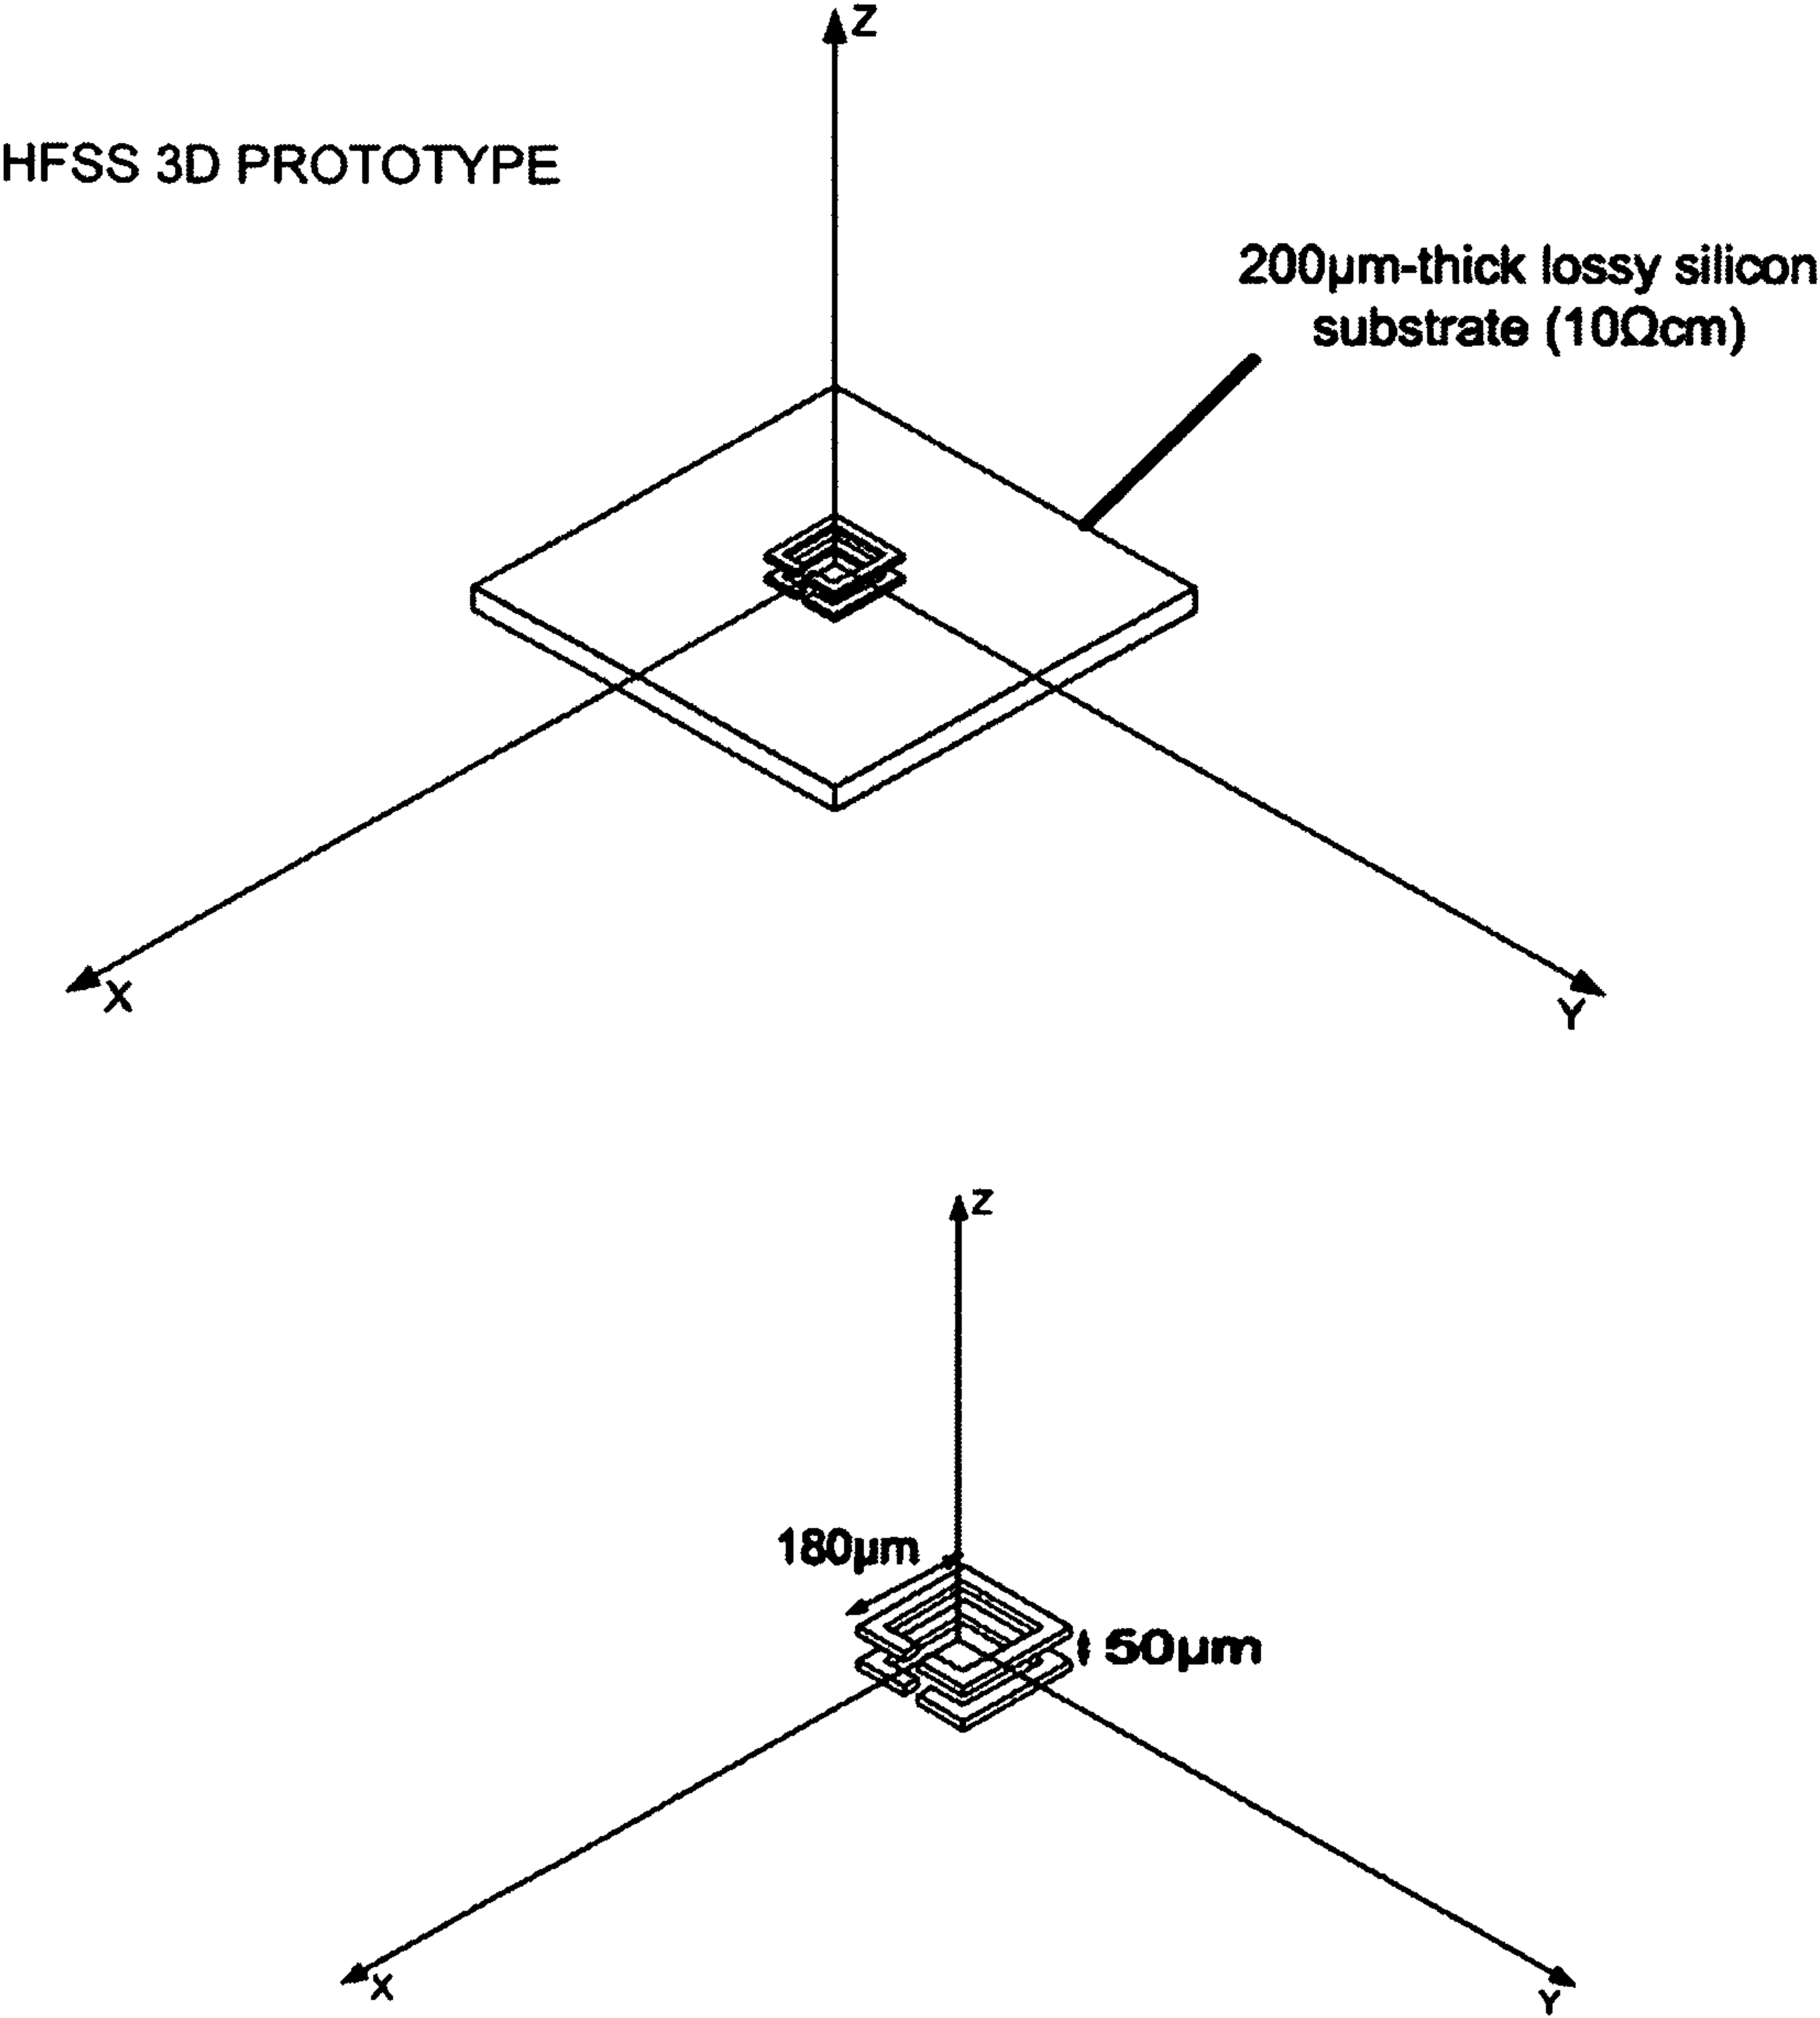 Z
HFSS 3D PROTOTYPE
200µm-thick lossy silicon
substrate (10Ωcm)
X
Y
Z
180µm
50µm
X
Y